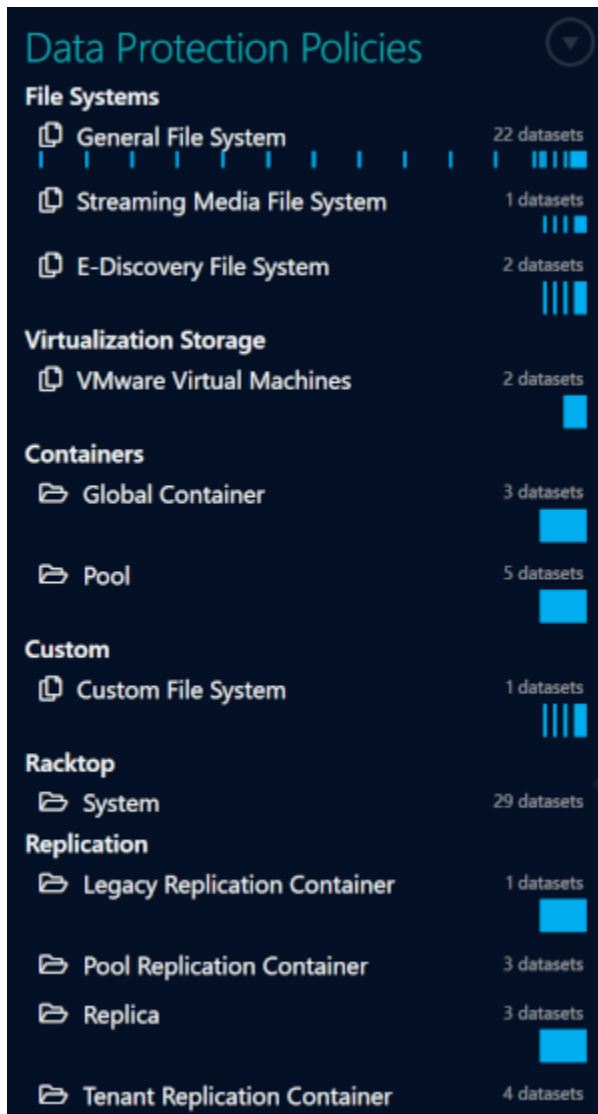 Data Protection Policies
File Systems
General File System 22 datasets
Streaming Media File System 1 datasets
E-Discovery File System 2 datasets
Virtualization Storage
VMware Virtual Machines 2 datasets
Containers
Global Container 3 datasets
Pool 5 datasets
Custom
Custom File System 1 datasets
Racktop
System 29 datasets
Replication
Legacy Replication Container 1 datasets
Pool Replication Container 3 datasets
Replica 3 datasets
Tenant Replication Container 4 datasets